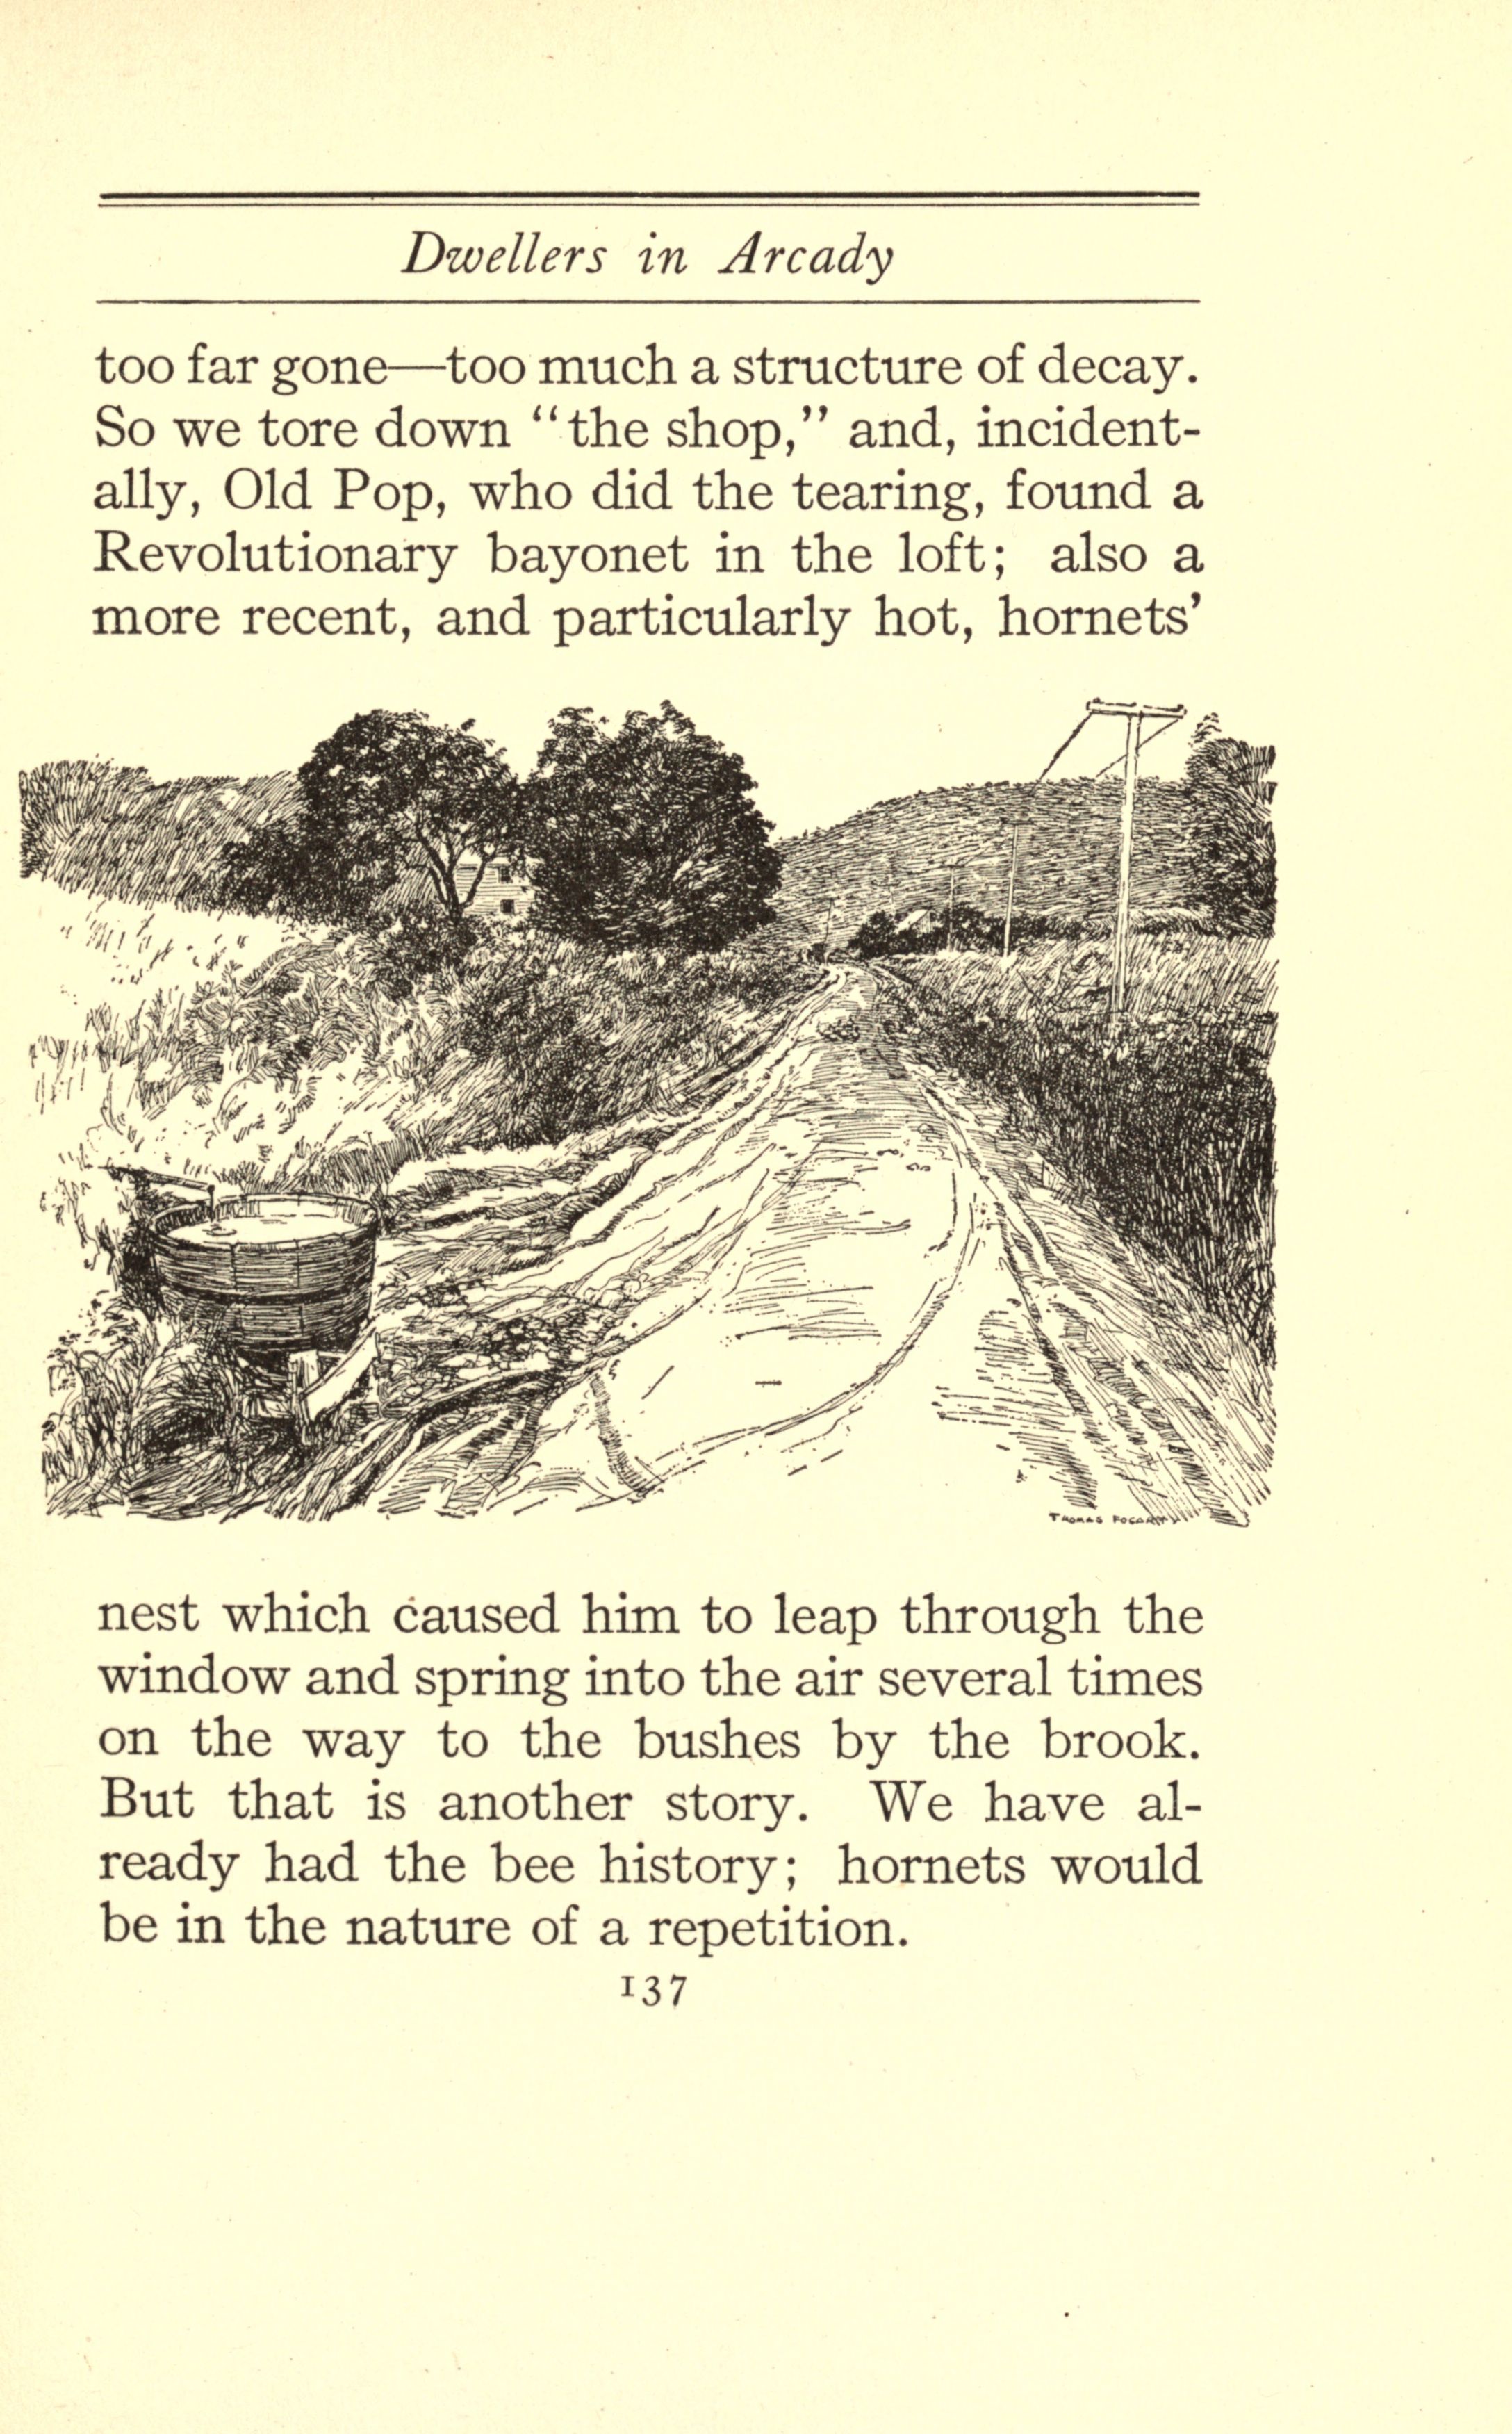 Dwellers in Arcady
too far gone—too much a structure of decay.
So we tore down “the shop,” and, incident-
ally, Old Pop, who did the tearing, found a
Revolutionary bayonet in the loft; also a
more recent, and particularly hot, hornets’
THOMAS FOGARTY
nest which caused him to leap through the
window and spring into the air several times
on the way to the bushes by the brook.
But that is another story. We have al-
ready had the bee history; hornets would
be in the nature of a repetition.
137